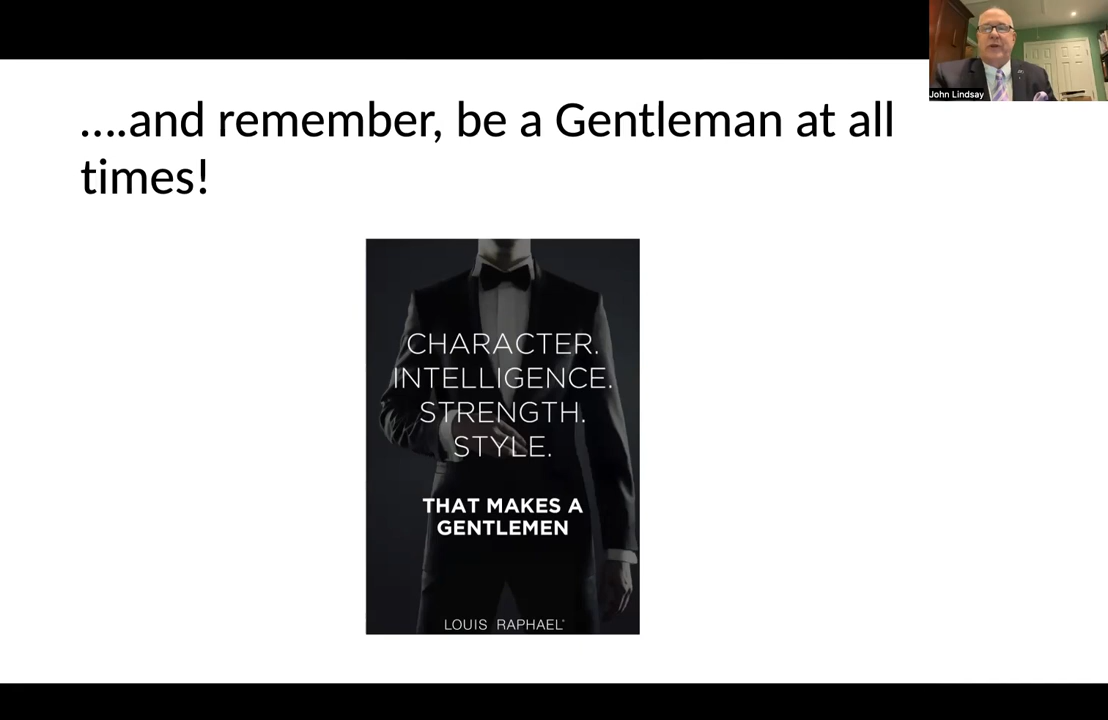 ....and remember, be a Gentleman at all
times!
John Lindsay
CHARACTER.
INTELLIGENCE.
STRENGTH.
STYLE.
THAT MAKES A
GENTLEMEN
LOUIS RAPHAEL